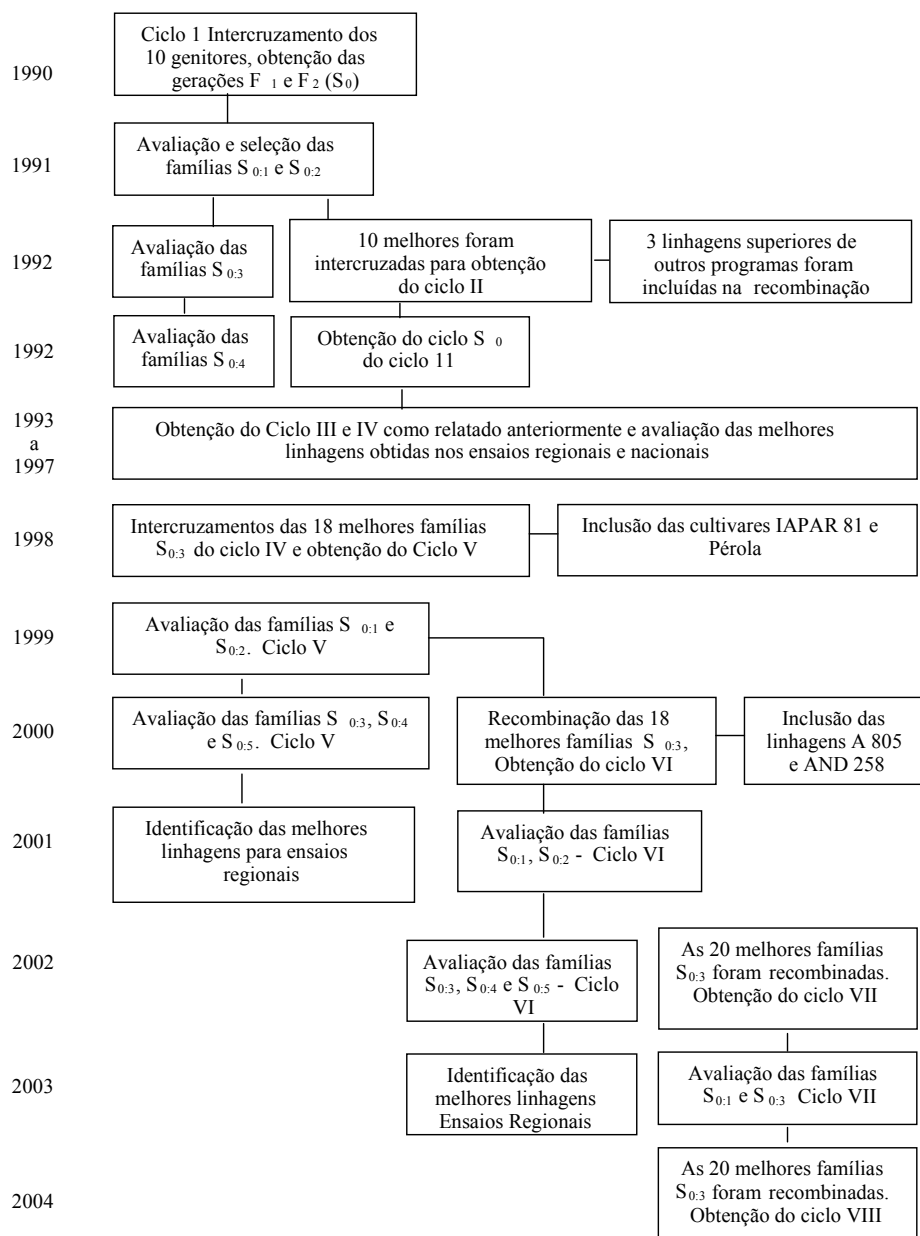 1990
Ciclo 1 Intercruzamento dos
10 genitores, obtenção das
gerações F 1 e F2 (S0)
1991
Avaliação e seleção das
famílias S 0:1 e S0:2
1992
Avaliação das
famílias S 0:3
10 melhores foram
intercruzadas para obtenção
do ciclo II
3 linhagens superiores de
outros programas foram
incluídas na recombinação
1992
Avaliação das
famílias S 0:4
Obtenção do ciclo S 0
do ciclo 11
1993
a
1997
Obtenção do Ciclo III e IV como relatado anteriormente e avaliação das melhores
linhagens obtidas nos ensaios regionais e nacionais
1998
Intercruzamentos das 18 melhores famílias
S0:3 do ciclo IV e obtenção do Ciclo V
Inclusão das cultivares IAPAR 81 e
Pérola
1999
Avaliação das famílias S 0:1 e
S0:2. Ciclo V
2000
Avaliação das famílias S 0:3, S0:4
e S0:5. Ciclo V
Recombinação das 18
melhores famílias S 0:3,
Obtenção do ciclo VI
Inclusão das
linhagens A 805
e AND 258
2001
Identificação das melhores
linhagens para ensaios
regionais
Avaliação das famílias
S0:1, S0:2 - Ciclo VI
2002
Avaliação das famílias
S0:3, S0:4 e S0:5 - Ciclo
VI
As 20 melhores famílias
S0:3 foram recombinadas.
Obtenção do ciclo VII
2003
Identificação das
melhores linhagens
Ensaios Regionais
Avaliação das famílias
S0:1 e S0:3 Ciclo VII
2004
As 20 melhores famílias
S0:3 foram recombinadas.
Obtenção do ciclo VIII